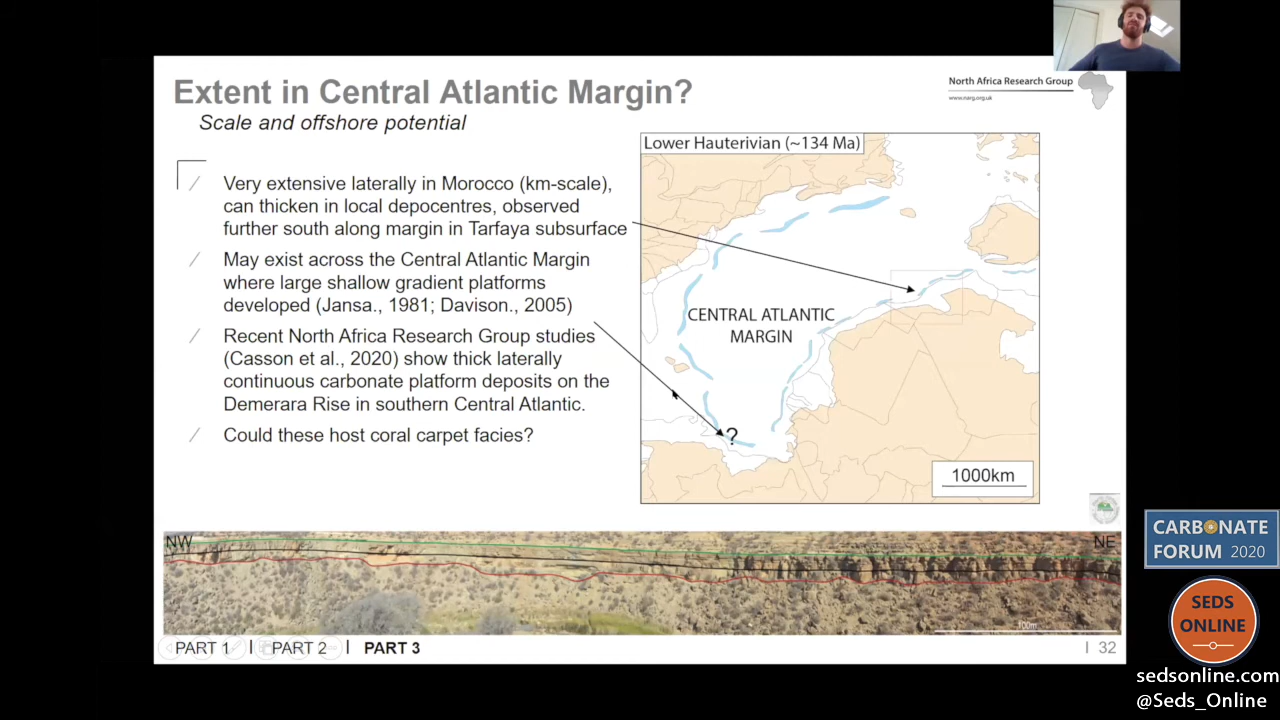 Extent in Central Atlantic Margin?
Scale and offshore potential
North Africa Research Group
www.narg.org.uk
Very extensive laterally in Morocco (km-scale),
can thicken in local depocentres, observed
further south along margin in Tarfaya subsurface
May exist across the Central Atlantic Margin
where large shallow gradient platforms
developed (Jansa., 1981; Davison., 2005)
Recent North Africa Research Group studies
(Casson et al., 2020) show thick laterally
continuous carbonate platform deposits on the
Demerara Rise in southern Central Atlantic.
Could these host coral carpet facies?
Lower Hauterivian (~134 Ma)
CENTRAL ATLANTIC
MARGIN
?
1000km
NW
NE
100m
PART 1 I PART 2 I PART 3
I 32
CARBONATE
FORUM 2020
SEDS
ONLINE
sedsonline.com
@Seds_Online